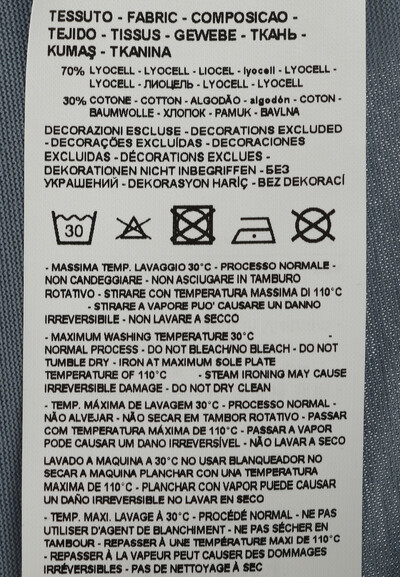 TESSUTO - FABRIC - COMPOSICAO -
TEJIDO - TISSUS - GEWEBE - ТКАНЬ -
KUMAŞ - TKANINA
70% LYOCELL - LYOCELL - LIOCEL - lyocell - LYOCELL -
LYOCELL - ЛИОЦЕЛЬ - LYOCELL - LYOCELL
30% COTONE - COTTON - ALGODÃO - algodón - COTON -
BAUMWOLLE - ХЛОПОК - PAMUK - BAVLNA
DECORAZIONI ESCLUSE - DECORATIONS EXCLUDED
- DECORAÇÕES EXCLUÍDAS - DECORACIONES
EXCLUIDAS - DÉCORATIONS EXCLUES -
DEKORATIONEN NICHT INBEGRIFFEN - БЕЗ
УКРАШЕНИЙ - DEKORASYON HARİÇ - BEZ DEKORACÍ
30
- MASSIMA TEMP. LAVAGGIO 30°C - PROCESSO NORMALE -
NON CANDEGGIARE - NON ASCIUGARE IN TAMBURO
ROTATIVO - STIRARE CON TEMPERATURA MASSIMA DI 110°C
- STIRARE A VAPORE PUO' CAUSARE UN DANNO
IRREVERSIBILE - NON LAVARE A SECCO
- MAXIMUM WASHING TEMPERATURE 30°C -
NORMAL PROCESS - DO NOT BLEACH/NO BLEACH - DO NOT
TUMBLE DRY - IRON AT MAXIMUM SOLE PLATE
TEMPERATURE OF 110°C - STEAM IRONING MAY CAUSE
IRREVERSIBLE DAMAGE - DO NOT DRY CLEAN
- TEMP. MÁXIMA DE LAVAGEM 30°C - PROCESSO NORMAL -
NÃO ALVEJAR - NÃO SECAR EM TAMBOR ROTATIVO - PASSAR
COM TEMPERATURA MÁXIMA DE 110°C - PASSAR A VAPOR
PODE CAUSAR UM DANO IRREVERSÍVEL - NÃO LAVAR A SECO
LAVADO A MAQUINA A 30°C NO USAR BLANQUEADOR NO
SECAR A MAQUINA PLANCHAR CON UNA TEMPERATURA
MAXIMA DE 110°C - PLANCHAR CON VAPOR PUEDE CAUSAR
UN DAÑO IRREVERSIBLE NO LAVAR EN SECO
- TEMP. MAXI. LAVAGE À 30°C - PROCÉDÉ NORMAL - NE PAS
UTILISER D'AGENT DE BLANCHIMENT - NE PAS SÉCHER EN
TAMBOUR - REPASSER À UNE TEMPÉRATURE MAXI DE 110°C
- REPASSER À LA VAPEUR PEUT CAUSER DES DOMMAGES
IRRÉVERSIBLES - PAS DE NETTOYAGE À SEC